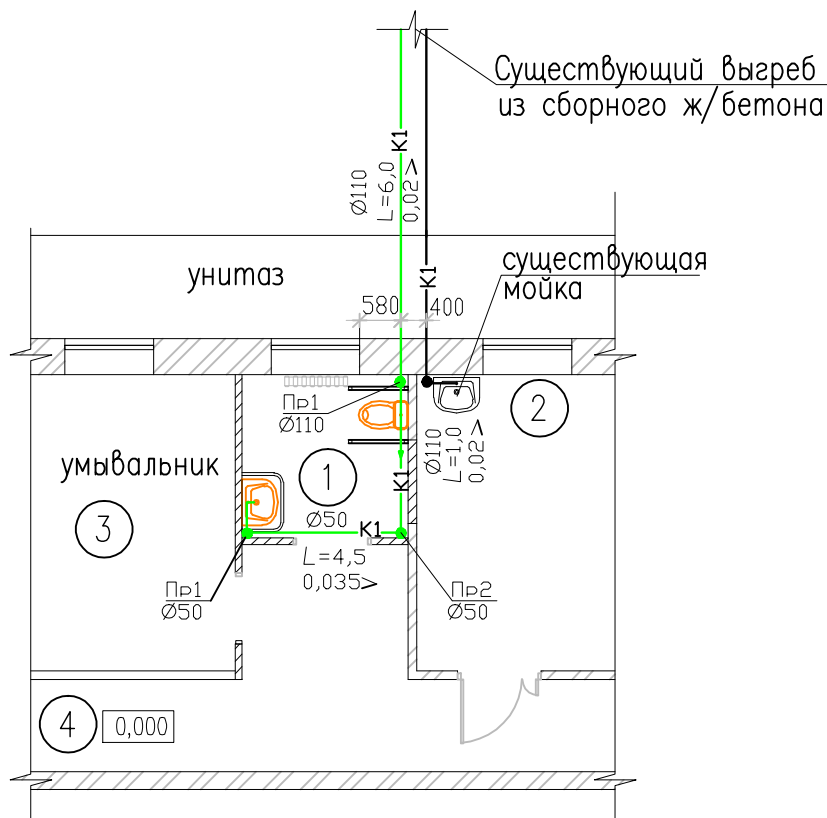 Существующий выгреб
из сборного ж/бетона
К1
Ø110
L=6,0
0,02>
унитаз
К1
существующая
мойка
580
400
Пр1
Ø110
2
умывальник
1
Ø110
L=1,0
0,02>
К1
3
Ø50
К1
L=4,5
0,035>
Пр1
Ø50
Пр2
Ø50
4
0,000